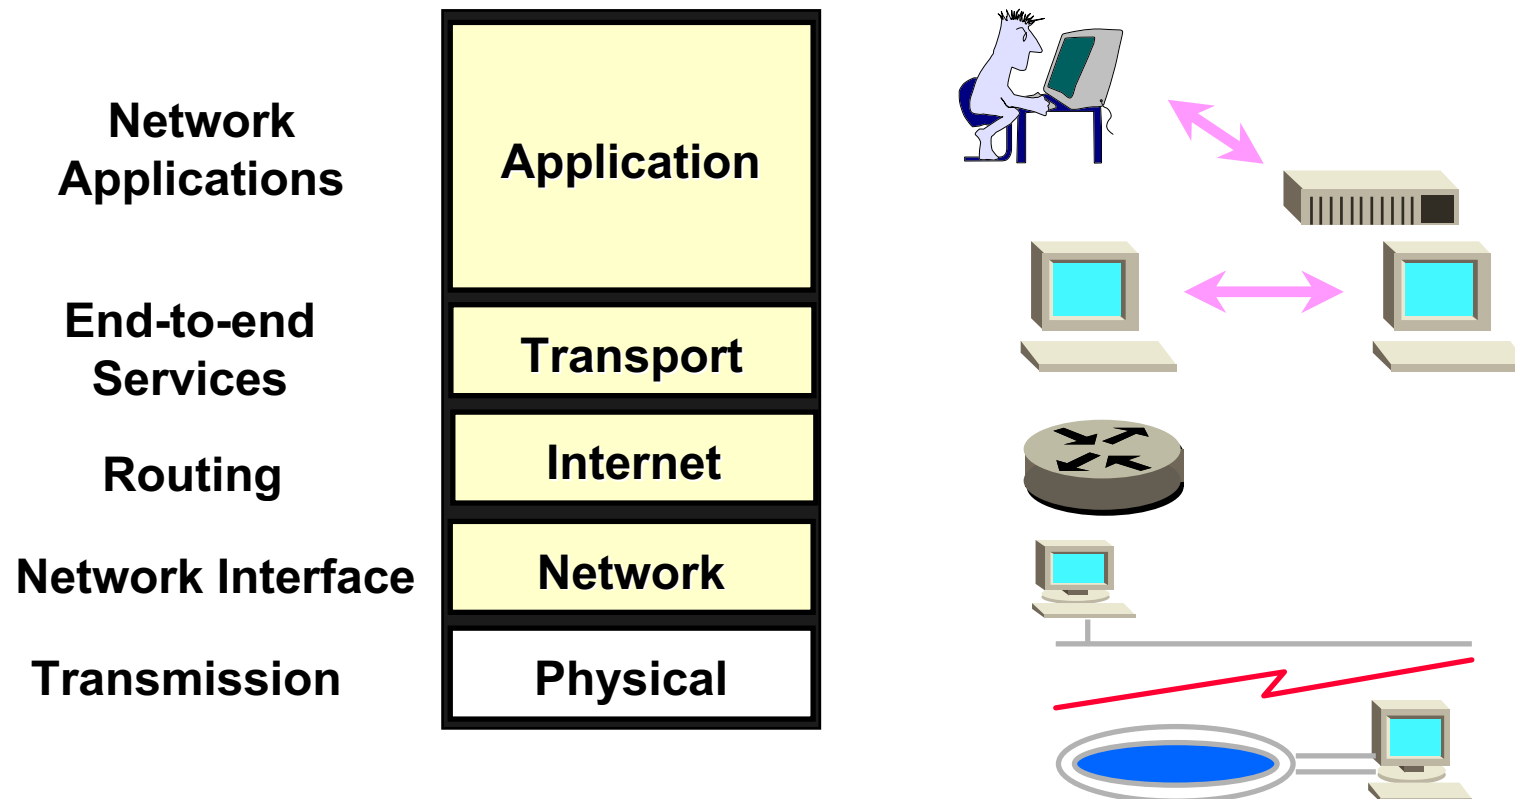 Network
Applications
Application
End-to-end
Services
Transport
Routing
Internet
Network Interface
Network
Transmission
Physical